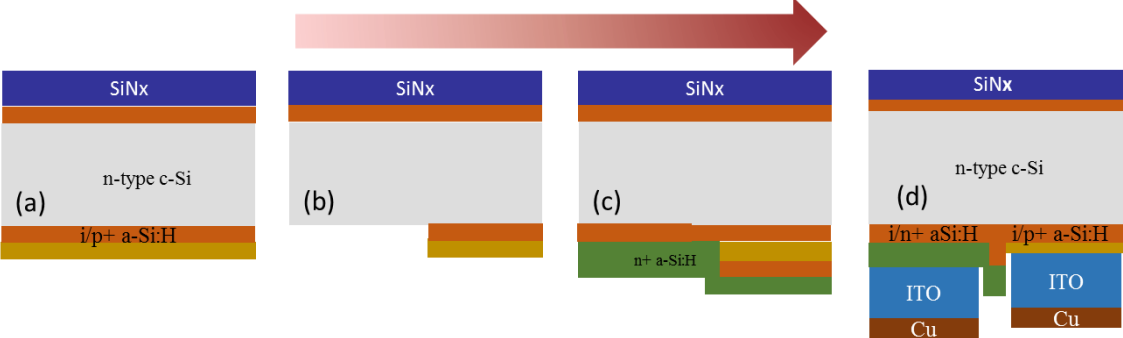 SiNx
n-type c-Si
(a)
i/p+ a-Si:H
SiNx
(b)
SiNx
(c)
n+ a-Si:H
SiNx
n-type c-Si
(d)
i/n+ aSi:H i/p+ a-Si:H
ITO ITO
Cu Cu